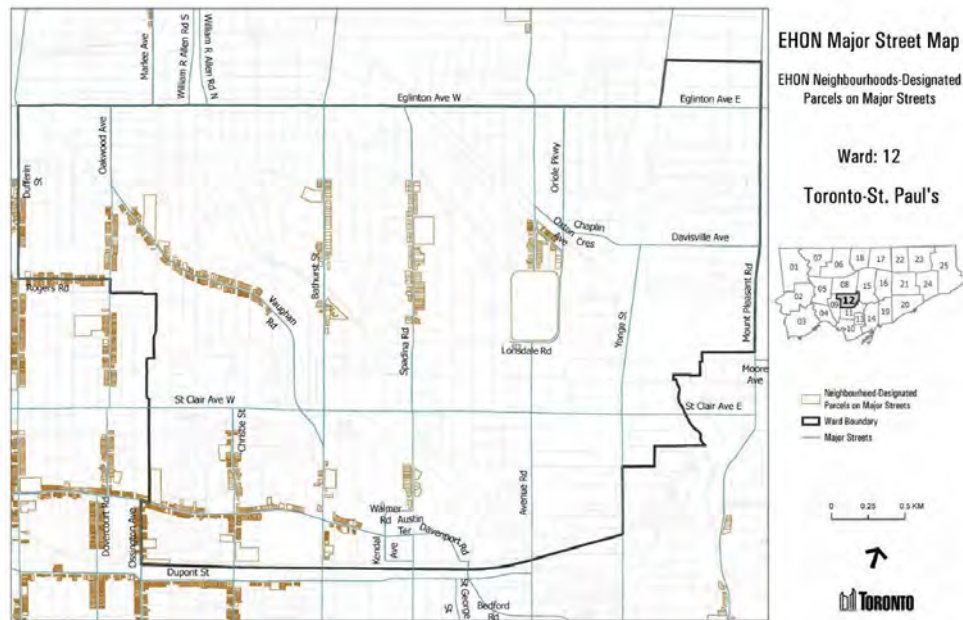 EHON Major Street Map
EHON Neighbourhoods-Designated
Parcels on Major Streets
Ward: 12
Toronto-St. Paul's
Marlee Ave
William R Allen Rd S
William R Allen Rd N
Eglinton Ave W
Eglinton Ave E
Dufferin
St
Oakwood Ave
Oriole Pkwy
Chaplin
Cres
Oxton
Ave
Davisville Ave
Rogers Rd
Bathurst St
Vaughan
Rd
Spadina Rd
Lonsdale Rd
Yonge St
Mount Pleasant Rd
Moore
Ave
St Clair Ave W
St Clair Ave E
Christie St
Avenue Rd
Dovercourt Rd
Ossington Ave
Walmer
Rd
Austin
Ter
Davenport Rd
Kendal
Ave
Dupont St
St George
St
Bedford
Rd
01
07
06
18
17
22
23
25
05
08
15
16
21
24
02
12
09
11
20
03
04
10
13
14
19
Neighbourhood-Designated
Parcels on Major Streets
Ward Boundary
Major Streets
0
0.25
0.5 KM
TORONTO